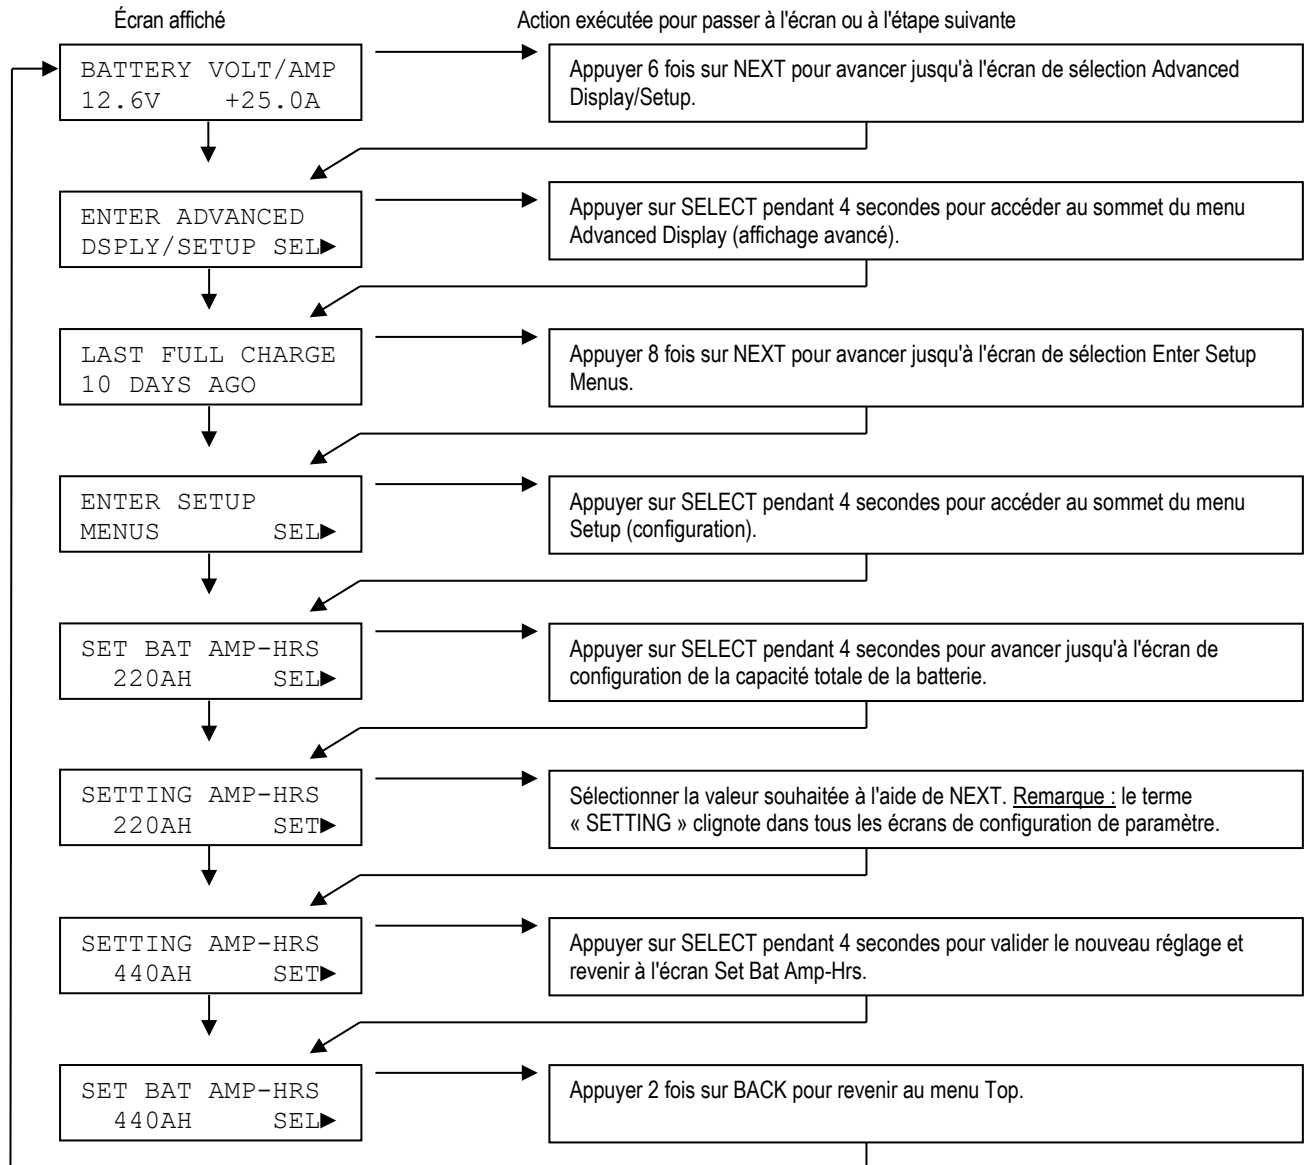 Écran affiché
Action exécutée pour passer à l'écran ou à l'étape suivante
BATTERY VOLT/AMP
12.6V +25.0A
Appuyer 6 fois sur NEXT pour avancer jusqu'à l'écran de sélection Advanced
Display/Setup.
ENTER ADVANCED
DSPLY/SETUP SEL►
Appuyer sur SELECT pendant 4 secondes pour accéder au sommet du menu
Advanced Display (affichage avancé).
LAST FULL CHARGE
10 DAYS AGO
Appuyer 8 fois sur NEXT pour avancer jusqu'à l'écran de sélection Enter Setup
Menus.
ENTER SETUP
MENUS SEL►
Appuyer sur SELECT pendant 4 secondes pour accéder au sommet du menu
Setup (configuration).
SET BAT AMP-HRS
220AH SEL►
Appuyer sur SELECT pendant 4 secondes pour avancer jusqu'à l'écran de
configuration de la capacité totale de la batterie.
SETTING AMP-HRS
220AH SET►
Sélectionner la valeur souhaitée à l'aide de NEXT. Remarque : le terme
« SETTING » clignote dans tous les écrans de configuration de paramètre.
SETTING AMP-HRS
440AH SET►
Appuyer sur SELECT pendant 4 secondes pour valider le nouveau réglage et
revenir à l'écran Set Bat Amp-Hrs.
SET BAT AMP-HRS
440AH SEL►
Appuyer 2 fois sur BACK pour revenir au menu Top.